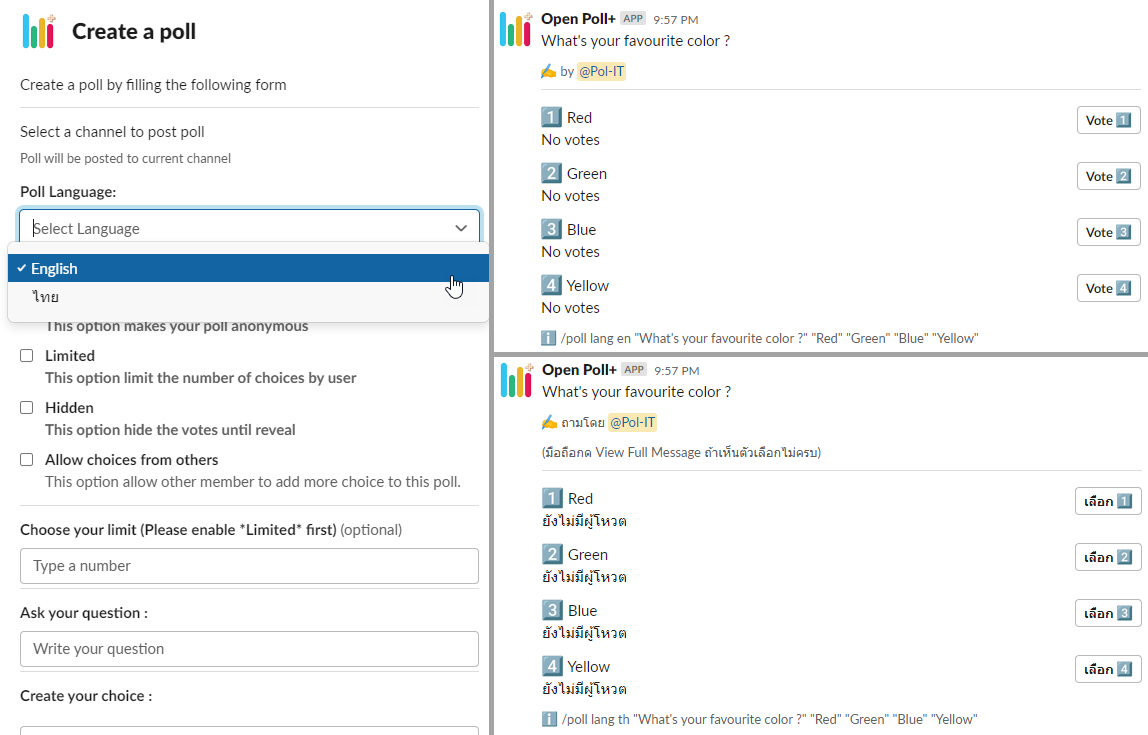 Create a poll
Create a poll by filling the following form
Select a channel to post poll
Poll will be posted to current channel
Poll Language:
Select Language
✓ English
ไทย
This option makes your poll anonymous
Limited
This option limit the number of choices by user
Hidden
This option hide the votes until reveal
Allow choices from others
This option allow other member to add more choice to this poll.
Choose your limit (Please enable *Limited* first) (optional)
Type a number
Ask your question :
Write your question
Create your choice :
Open Poll+ APP 9:57 PM
What's your favourite color ?
✍️ by @Pol-IT
1️⃣ Red
Vote 1️⃣
No votes
2️⃣ Green
Vote 2️⃣
No votes
3️⃣ Blue
Vote 3️⃣
No votes
4️⃣ Yellow
Vote 4️⃣
No votes
ℹ️ /poll lang en "What's your favourite color ?" "Red" "Green" "Blue" "Yellow"
Open Poll+ APP 9:57 PM
What's your favourite color ?
✍️ ถามโดย @Pol-IT
(มือถือกด View Full Message ถ้าเห็นตัวเลือกไม่ครบ)
1️⃣ Red
เลือก 1️⃣
ยังไม่มีผู้โหวต
2️⃣ Green
เลือก 2️⃣
ยังไม่มีผู้โหวต
3️⃣ Blue
เลือก 3️⃣
ยังไม่มีผู้โหวต
4️⃣ Yellow
เลือก 4️⃣
ยังไม่มีผู้โหวต
ℹ️ /poll lang th "What's your favourite color ?" "Red" "Green" "Blue" "Yellow"